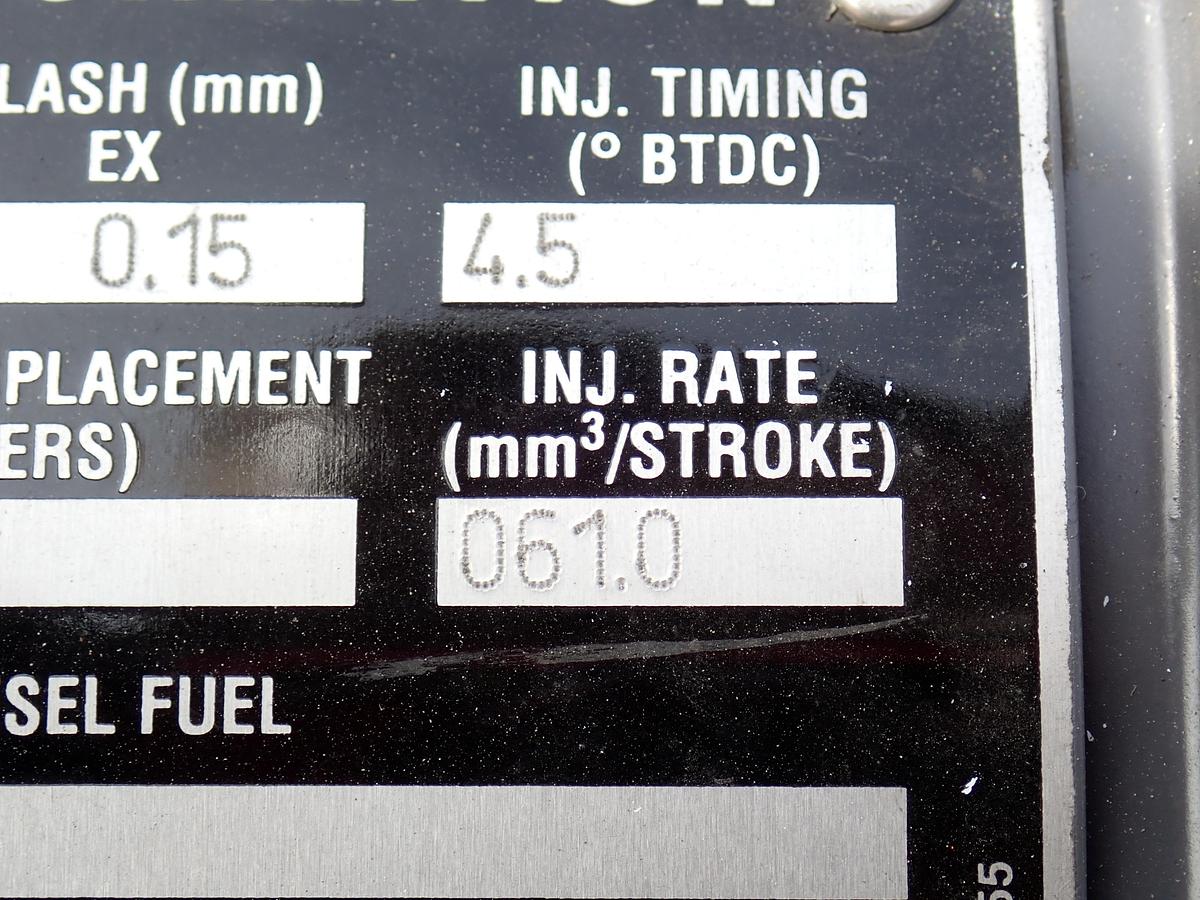 LASH (mm)
EX
0.15
INJ. TIMING
(° BTDC)
4.5
PLACEMENT
ERS)
INJ. RATE
(mm³/STROKE)
061.0
SEL FUEL
55